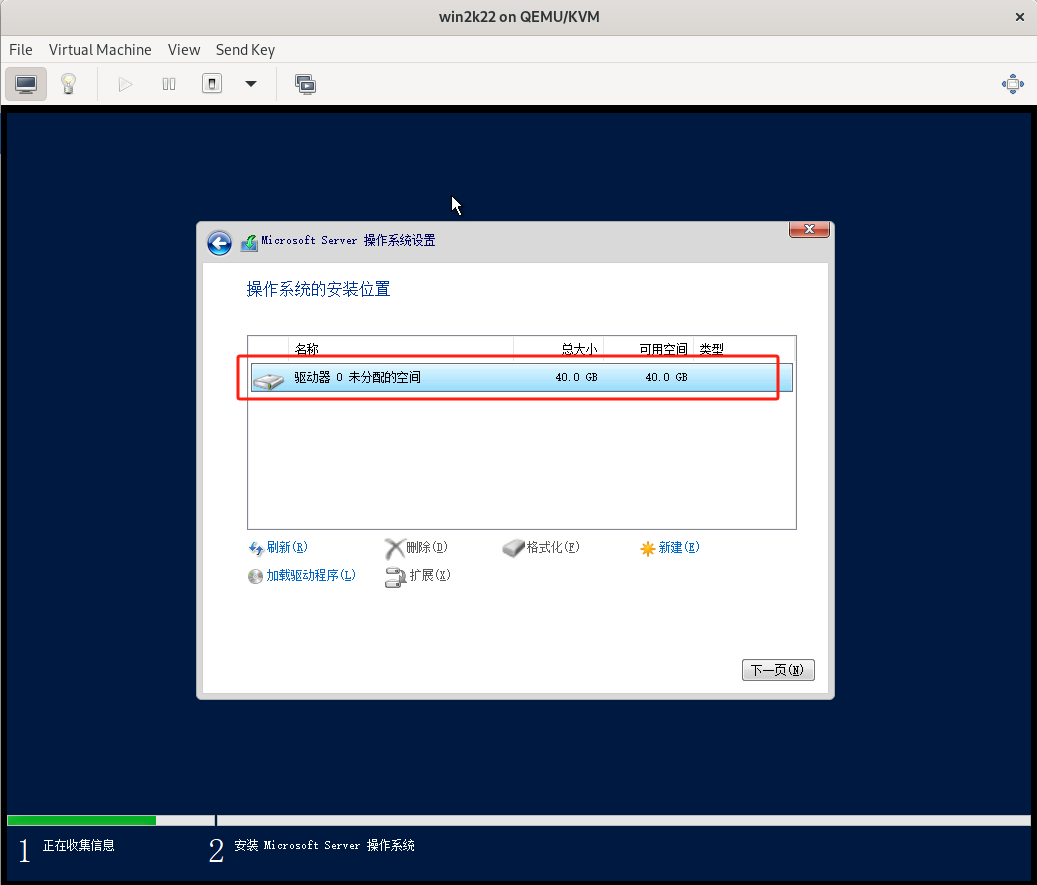 win2k22 on QEMU/KVM
File Virtual Machine View Send Key
Microsoft Server 操作系统设置
操作系统的安装位置
名称 总大小 可用空间 类型
驱动器 0 未分配的空间 40.0 GB 40.0 GB
刷新(R) 删除(D) 格式化(F) 新建(E)
加载驱动程序(L) 扩展(X)
下一页(N)
1 正在收集信息 2 安装 Microsoft Server 操作系统